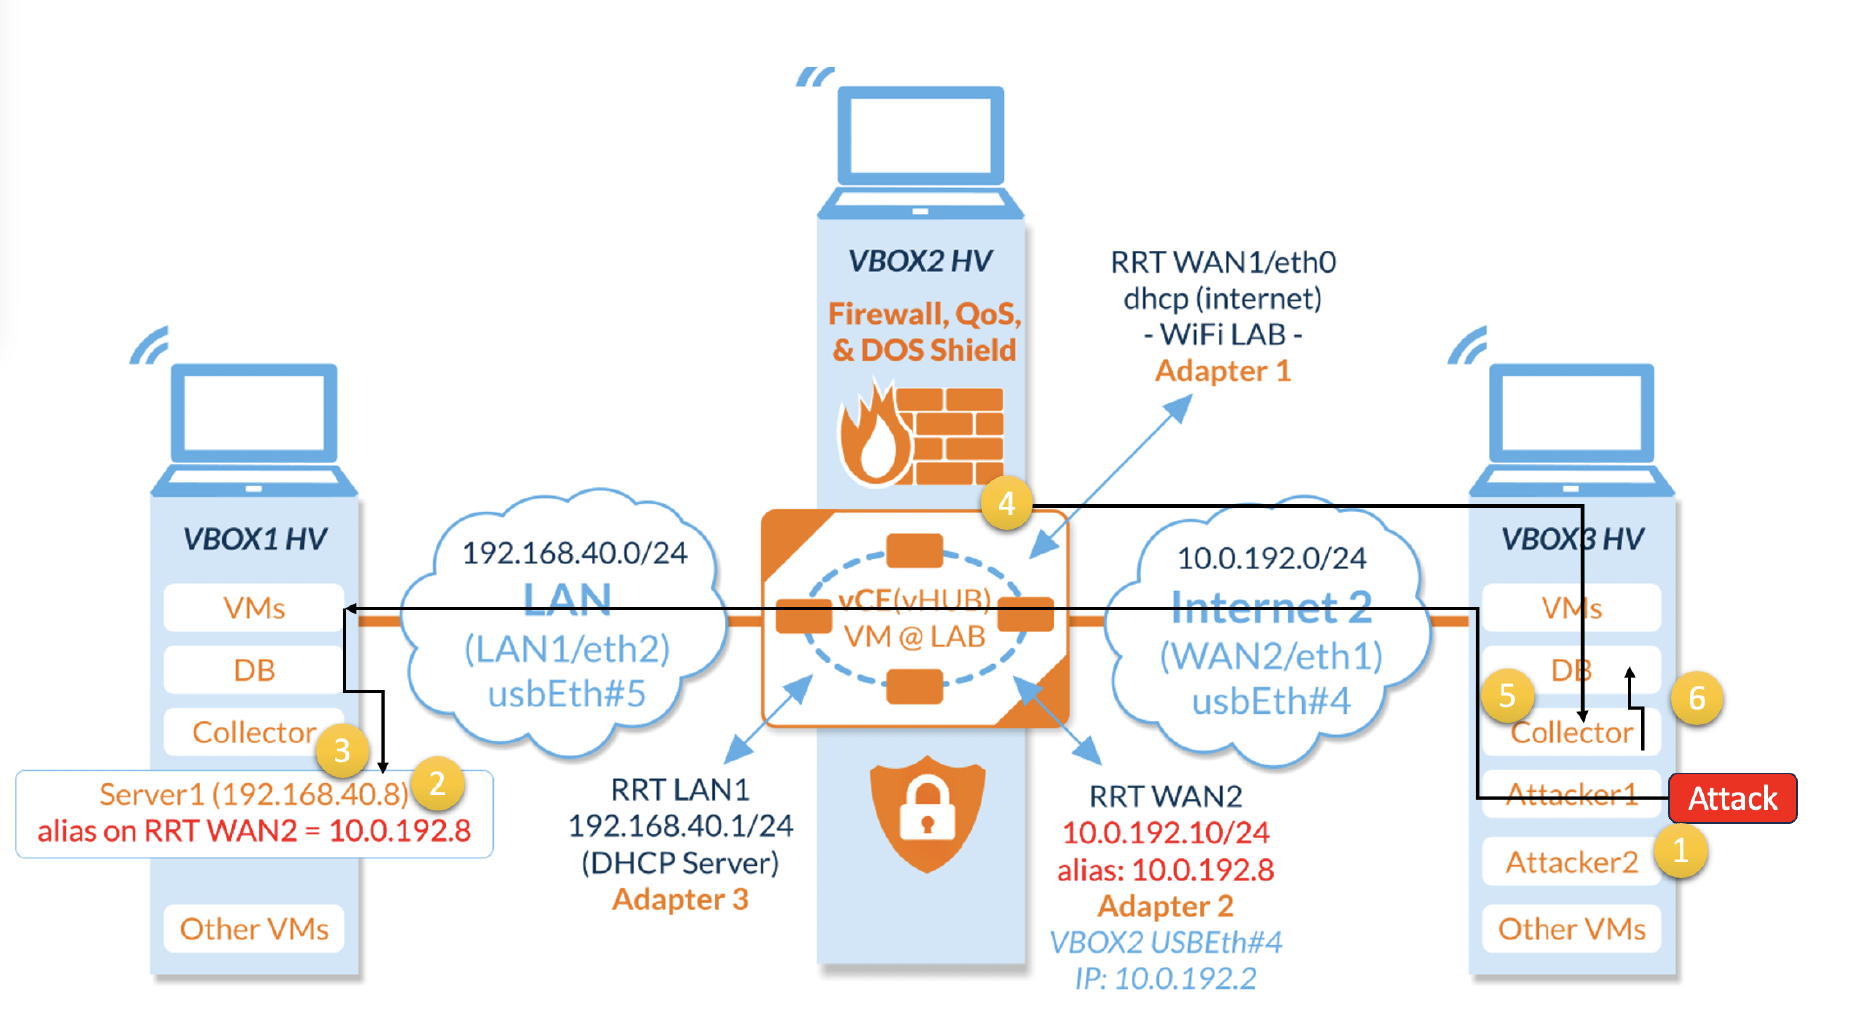 VBOX2 HV
Firewall, QoS,
& DOS Shield
RRT WAN1/eth0
dhcp (internet)
- WiFi LAB -
Adapter 1
4
VBOX1 HV
VMs
DB
Collector
3
2
Server1 (192.168.40.8)
alias on RRT WAN2 = 10.0.192.8
Other VMs
192.168.40.0/24
LAN
(LAN1/eth2)
usbEth#5
vCE(vHUB)
VM @ LAB
10.0.192.0/24
Internet 2
(WAN2/eth1)
usbEth#4
RRT LAN1
192.168.40.1/24
(DHCP Server)
Adapter 3
RRT WAN2
10.0.192.10/24
alias: 10.0.192.8
Adapter 2
VBOX2 USBEth#4
IP: 10.0.192.2
VBOX3 HV
VMs
DB
5
6
Collector
Attacker1
Attack
1
Attacker2
Other VMs